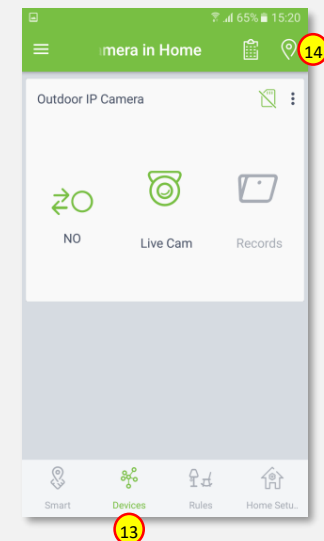 65% 15:20
mera in Home
14
Outdoor IP Camera
NO Live Cam Records
Smart Devices Rules Home Setu..
13